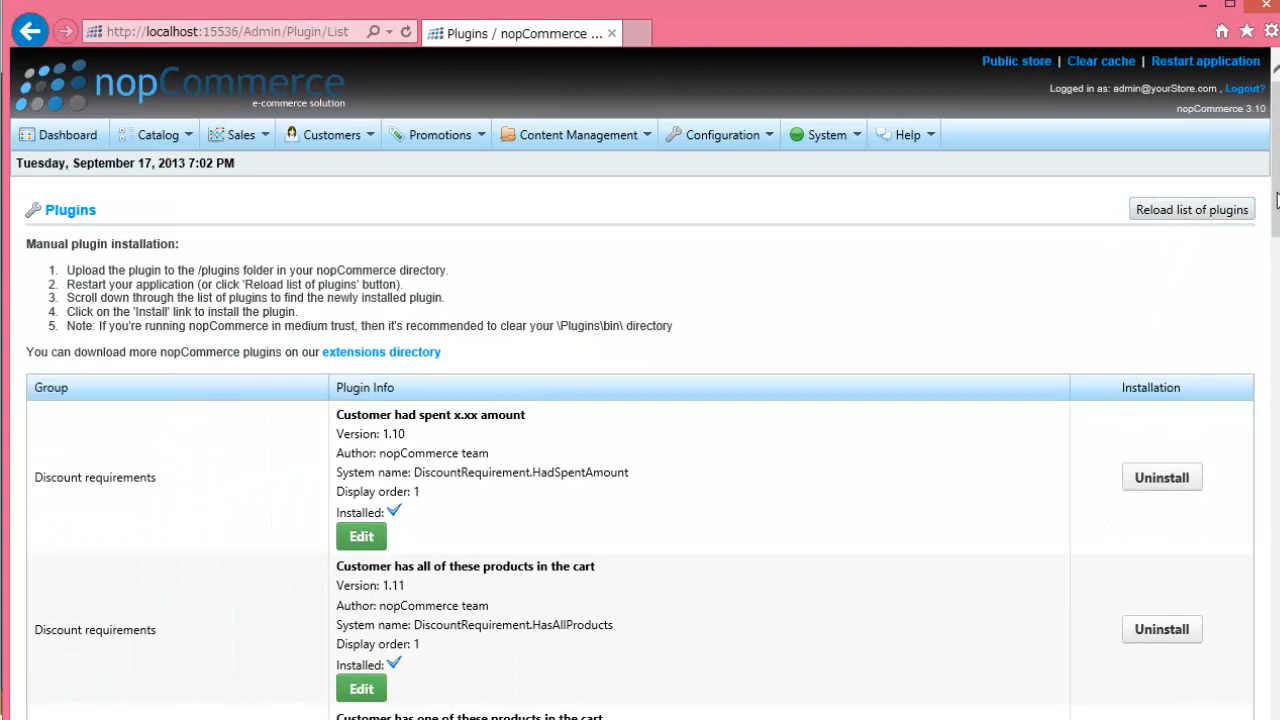 http://localhost:15536/Admin/Plugin/List
Plugins / nopCommerce ...
nopCommerce
e-commerce solution
Public store | Clear cache | Restart application
Logged in as: admin@yourStore.com , Logout?
nopCommerce 3.10
Dashboard Catalog Sales Customers Promotions Content Management Configuration System Help
Tuesday, September 17, 2013 7:02 PM
Plugins
Reload list of plugins
Manual plugin installation:
1. Upload the plugin to the /plugins folder in your nopCommerce directory.
2. Restart your application (or click 'Reload list of plugins' button).
3. Scroll down through the list of plugins to find the newly installed plugin.
4. Click on the 'Install' link to install the plugin.
5. Note: If you're running nopCommerce in medium trust, then it's recommended to clear your \Plugins\bin\ directory
You can download more nopCommerce plugins on our extensions directory
Group Plugin Info Installation
Customer had spent x.xx amount
Version: 1.10
Author: nopCommerce team
System name: DiscountRequirement.HadSpentAmount
Discount requirements
Uninstall
Display order: 1
Installed:
Edit
Customer has all of these products in the cart
Version: 1.11
Author: nopCommerce team
System name: DiscountRequirement.HasAllProducts
Discount requirements
Uninstall
Display order: 1
Installed:
Edit
Customer has one of these products in the cart